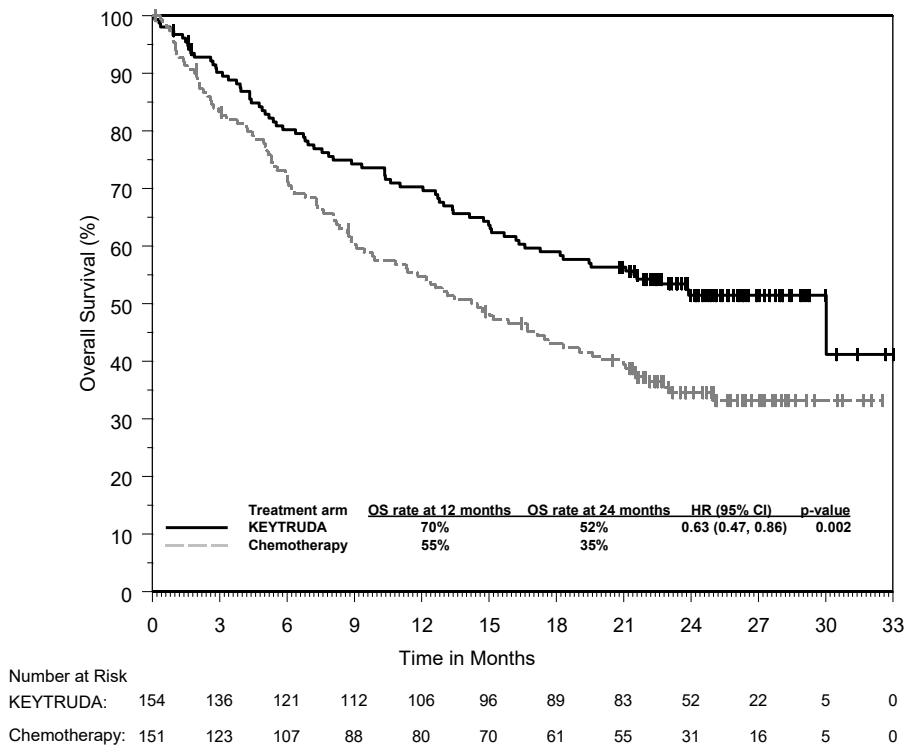 100
90
80
70
60
50
40
30
20
10
0
Overall Survival (%)
Treatment arm OS rate at 12 months OS rate at 24 months HR (95% CI) p-value
KEYTRUDA 70% 52% 0.63 (0.47, 0.86) 0.002
Chemotherapy 55% 35%
0 3 6 9 12 15 18 21 24 27 30 33
Time in Months
Number at Risk
KEYTRUDA: 154 136 121 112 106 96 89 83 52 22 5 0
Chemotherapy: 151 123 107 88 80 70 61 55 31 16 5 0